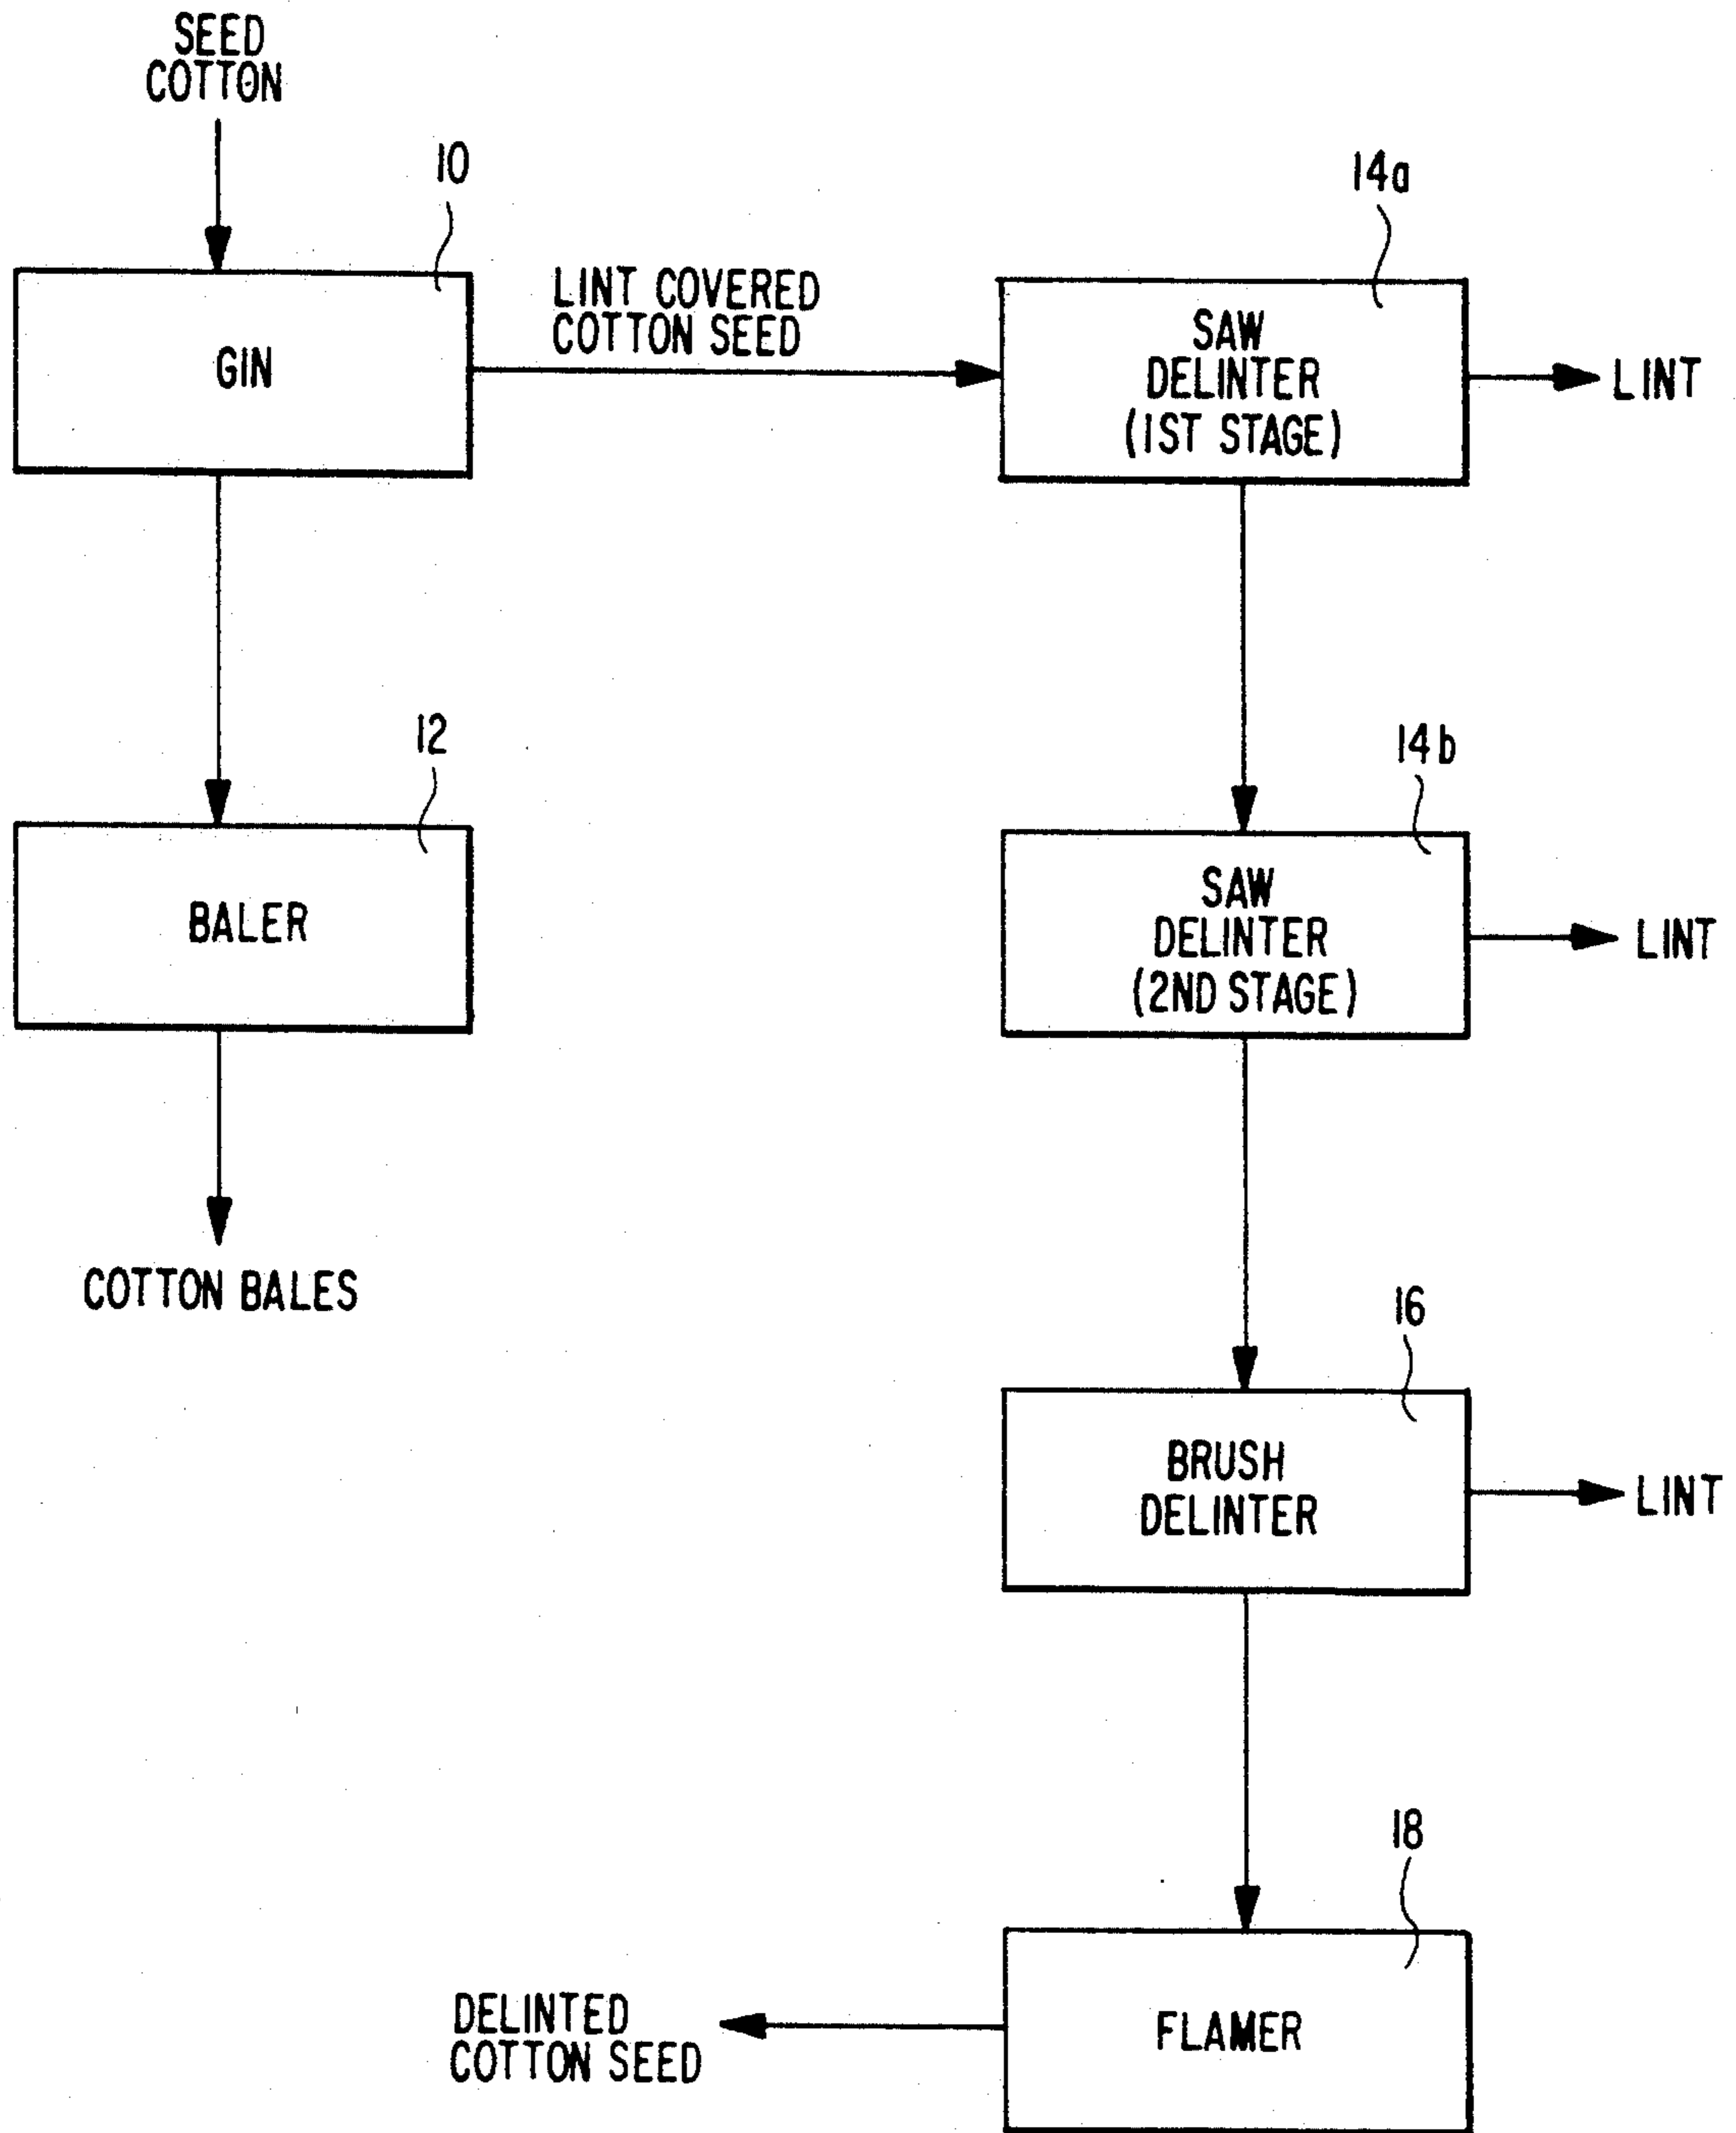 SEED
COTTON
10
GIN
LINT COVERED
COTTON SEED
14a
SAW
DELINTER
(1ST STAGE)
LINT
12
BALER
COTTON BALES
14b
SAW
DELINTER
(2ND STAGE)
LINT
16
BRUSH
DELINTER
LINT
18
FLAMER
DELINTED
COTTON SEED